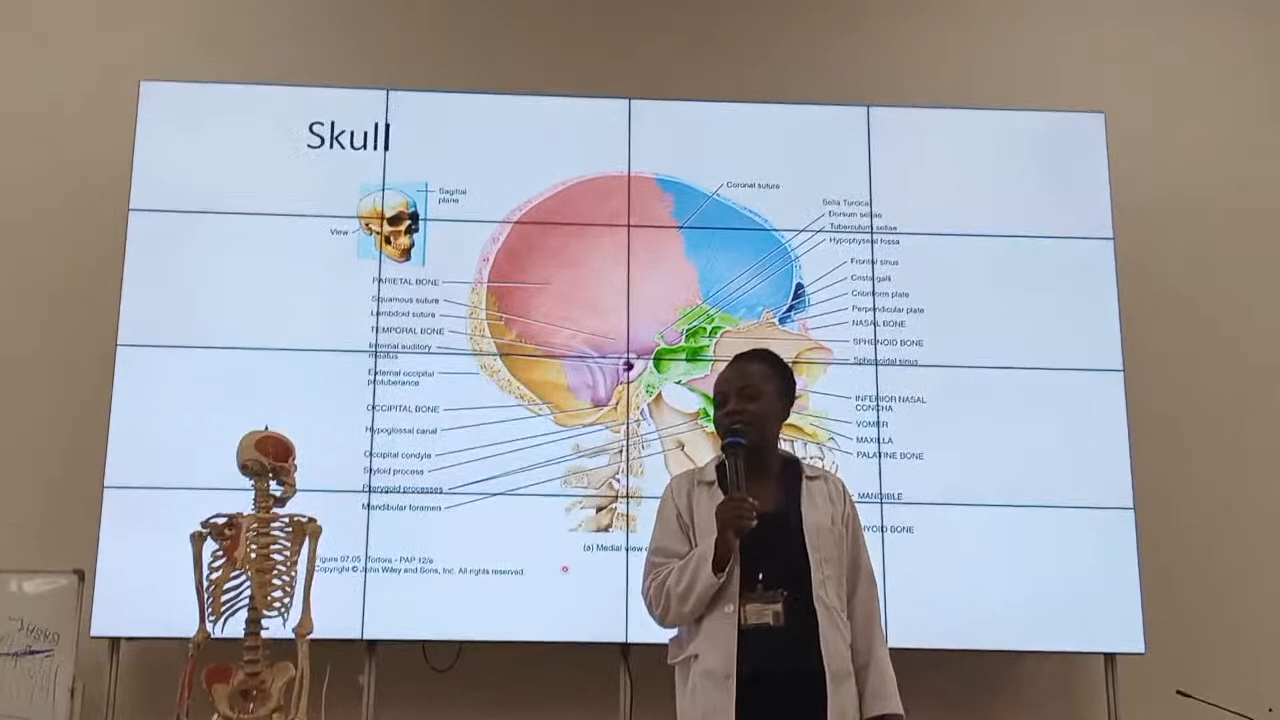 Skull
Sagittal
plane
View
Coronal suture
Sella Turcica
Dorsum sellae
Tuberculum sellae
Hypophyseal fossa
Frontal sinus
Crista galli
Cribriform plate
Perpendicular plate
NASAL BONE
SPHENOID BONE
Sphenoidal sinus
INFERIOR NASAL
CONCHA
VOMER
MAXILLA
PALATINE BONE
MANDIBLE
HYOID BONE
PARIETAL BONE
Squamous suture
Lambdoid suture
TEMPORAL BONE
Internal auditory
meatus
External occipital
protuberance
OCCIPITAL BONE
Hypoglossal canal
Occipital condyle
Styloid process
Pterygoid processes
Mandibular foramen
(a) Medial view
Figure 07.05 Tortora - PAP 12/e
Copyright © John Wiley and Sons, Inc. All rights reserved.